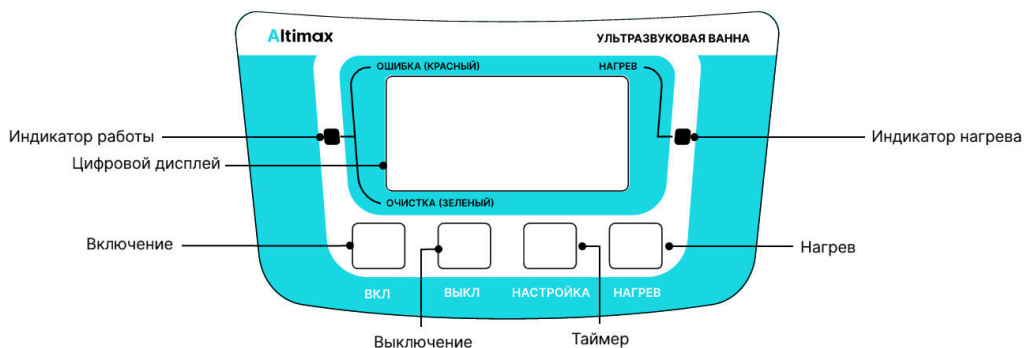 Altimax
УЛЬТРАЗВУКОВАЯ ВАННА
ОШИБКА (КРАСНЫЙ)
НАГРЕВ
Индикатор работы
Индикатор нагрева
Цифровой дисплей
ОЧИСТКА (ЗЕЛЕНЫЙ)
Включение
Нагрев
ВКЛ
ВЫКЛ
НАСТРОЙКА
НАГРЕВ
Выключение
Таймер